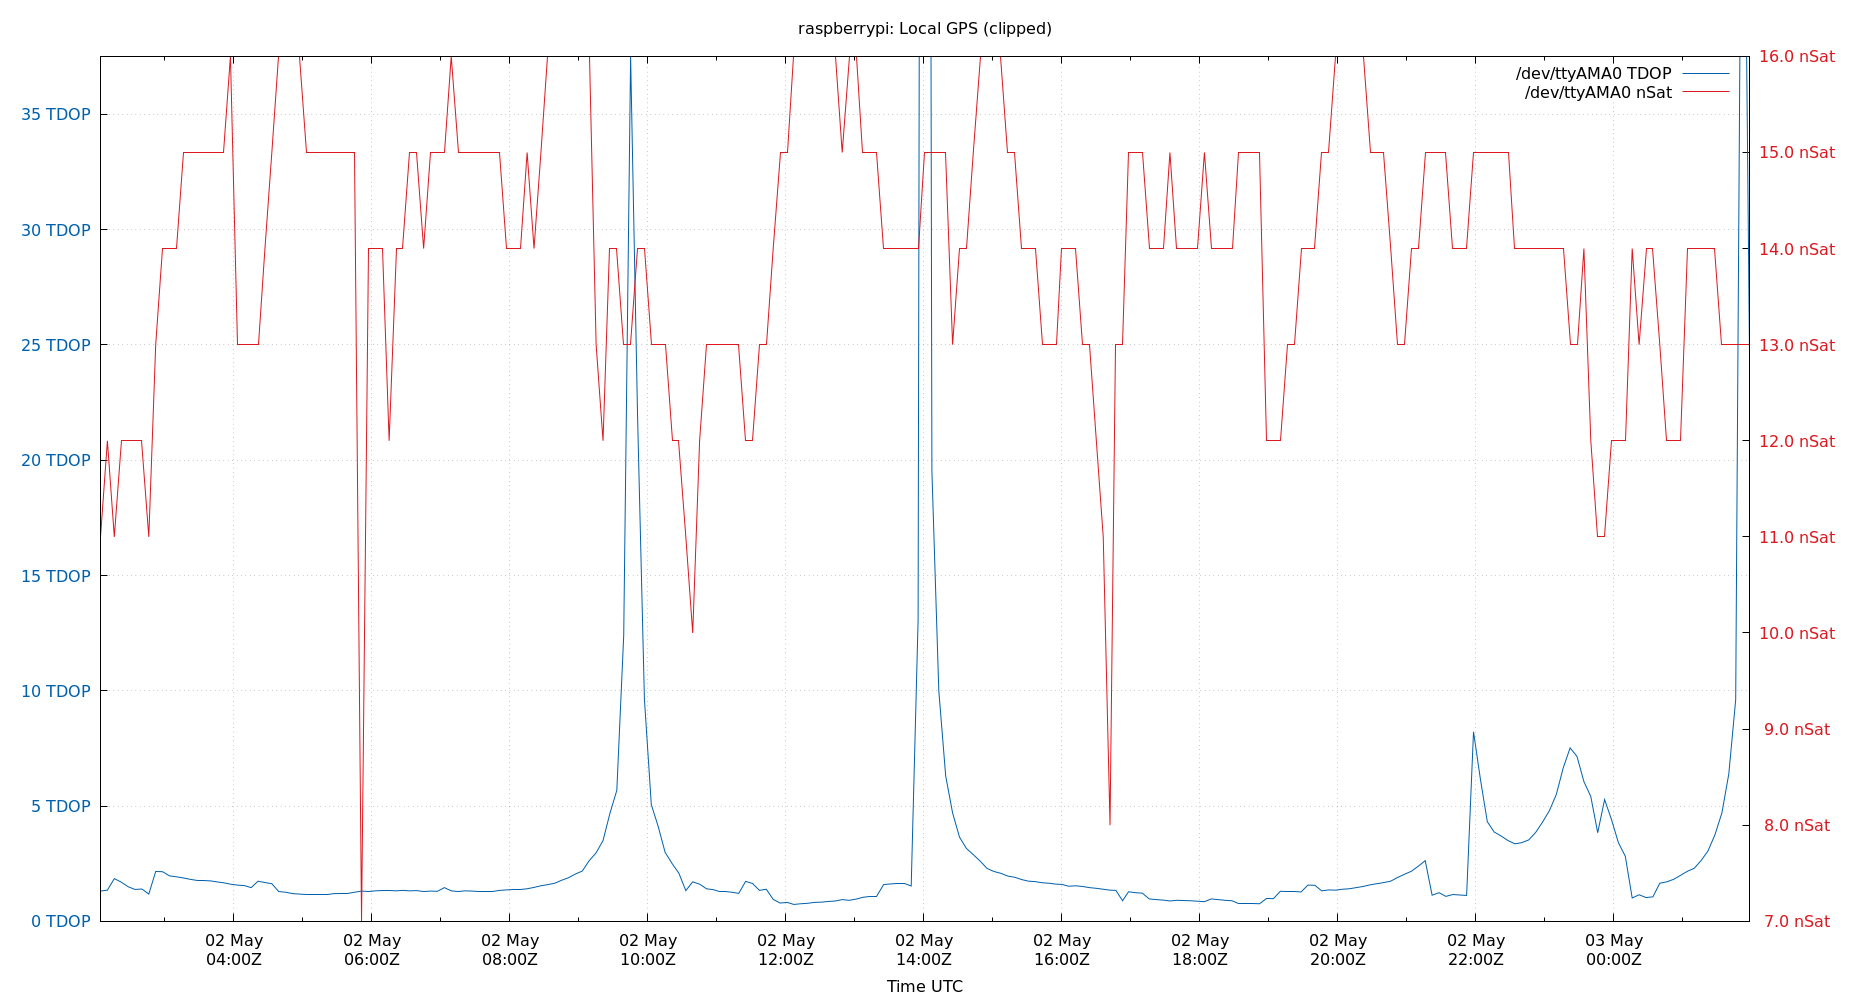 raspberrypi: Local GPS (clipped)
/dev/ttyAMA0 TDOP
/dev/ttyAMA0 nSat
35 TDOP
30 TDOP
25 TDOP
20 TDOP
15 TDOP
10 TDOP
5 TDOP
0 TDOP
16.0 nSat
15.0 nSat
14.0 nSat
13.0 nSat
12.0 nSat
11.0 nSat
10.0 nSat
9.0 nSat
8.0 nSat
7.0 nSat
02 May
04:00Z
02 May
06:00Z
02 May
08:00Z
02 May
10:00Z
02 May
12:00Z
02 May
14:00Z
02 May
16:00Z
02 May
18:00Z
02 May
20:00Z
02 May
22:00Z
03 May
00:00Z
Time UTC